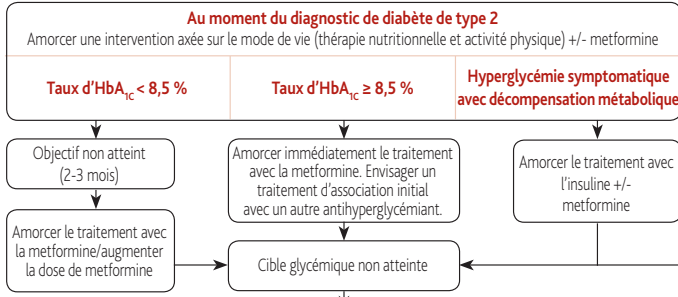 Au moment du diagnostic de diabète de type 2
Amorcer une intervention axée sur le mode de vie (thérapie nutritionnelle et activité physique) +/- metformine
Taux d'HbA1C < 8,5 %
Taux d'HbA1C ≥ 8,5 %
Hyperglycémie symptomatique
avec décompensation métabolique
Objectif non atteint
(2-3 mois)
Amorcer immédiatement le traitement
avec la metformine. Envisager un
traitement d'association initial
avec un autre antihyperglycémiant.
Amorcer le traitement avec
l'insuline +/-
metformine
Amorcer le traitement avec
la metformine/augmenter
la dose de metformine
Cible glycémique non atteinte